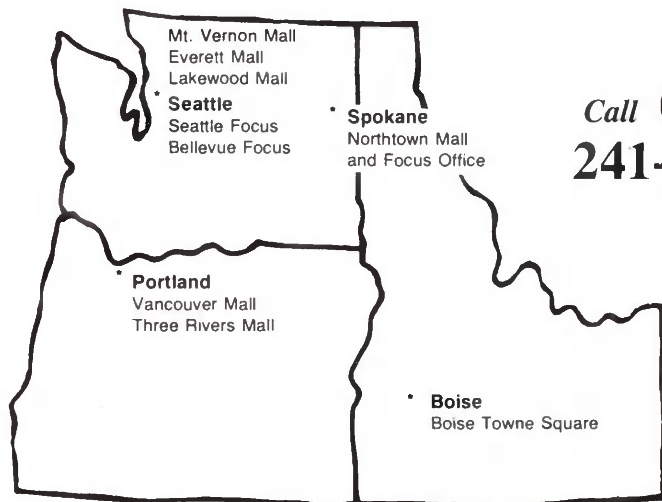 Mt. Vernon Mall
Everett Mall
Lakewood Mall
* Seattle
Seattle Focus
Bellevue Focus
* Spokane
Northtown Mall
and Focus Office
Call
241-
* Portland
Vancouver Mall
Three Rivers Mall
* Boise
Boise Towne Square